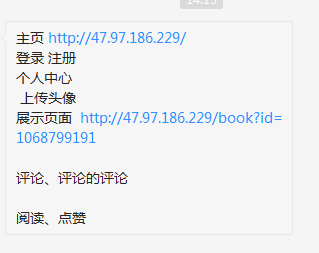 14:15
主页 http://47.97.186.229/
登录 注册
个人中心
上传头像
展示页面 http://47.97.186.229/book?id=
1068799191
评论、评论的评论
阅读、点赞